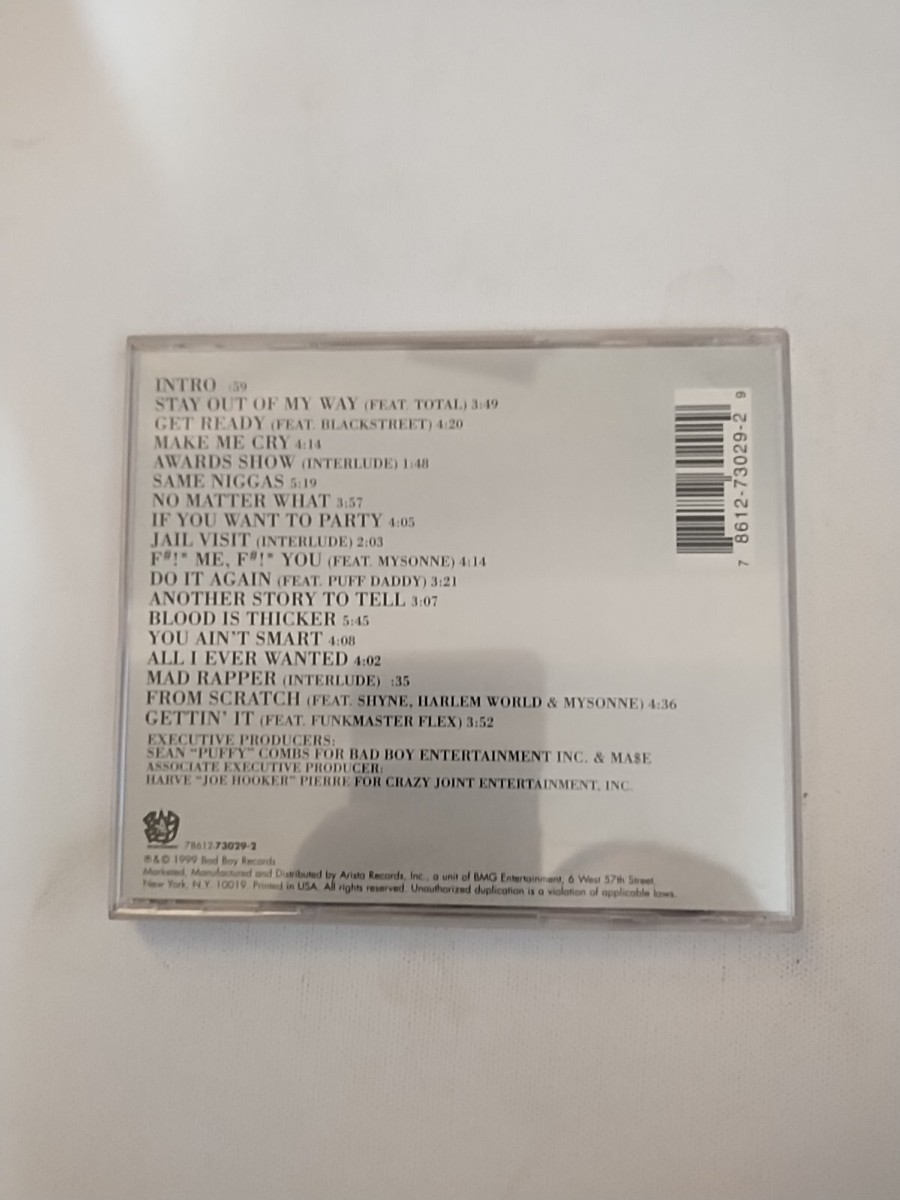 INTRO :59
STAY OUT OF MY WAY (FEAT. TOTAL) 3:49
GET READY (FEAT. BLACKSTREET) 4:20
MAKE ME CRY 4:14
AWARDS SHOW (INTERLUDE) 1:48
SAME NIGGAS 5:19
NO MATTER WHAT 3:57
IF YOU WANT TO PARTY 4:05
JAIL VISIT (INTERLUDE) 2:03
F#!* ME, F#!* YOU (FEAT. MYSONNE) 4:14
DO IT AGAIN (FEAT. PUFF DADDY) 3:21
ANOTHER STORY TO TELL 3:07
BLOOD IS THICKER 5:45
YOU AIN'T SMART 4:08
ALL I EVER WANTED 4:02
MAD RAPPER (INTERLUDE) :35
FROM SCRATCH (FEAT. SHYNE, HARLEM WORLD & MYSONNE) 4:36
GETTIN' IT (FEAT. FUNKMASTER FLEX) 3:52
EXECUTIVE PRODUCERS:
SEAN "PUFFY" COMBS FOR BAD BOY ENTERTAINMENT INC. & MA$E
ASSOCIATE EXECUTIVE PRODUCER:
HARVE "JOE HOOKER" PIERRE FOR CRAZY JOINT ENTERTAINMENT, INC.
BAD BOY
78612-73029-2
℗&© 1999 Bad Boy Records
Marketed, Manufactured and Distributed by Arista Records, Inc., a unit of BMG Entertainment, 6 West 57th Street,
New York, N.Y. 10019. Printed in USA. All rights reserved. Unauthorized duplication is a violation of applicable laws.
7 8612-73029-2 9